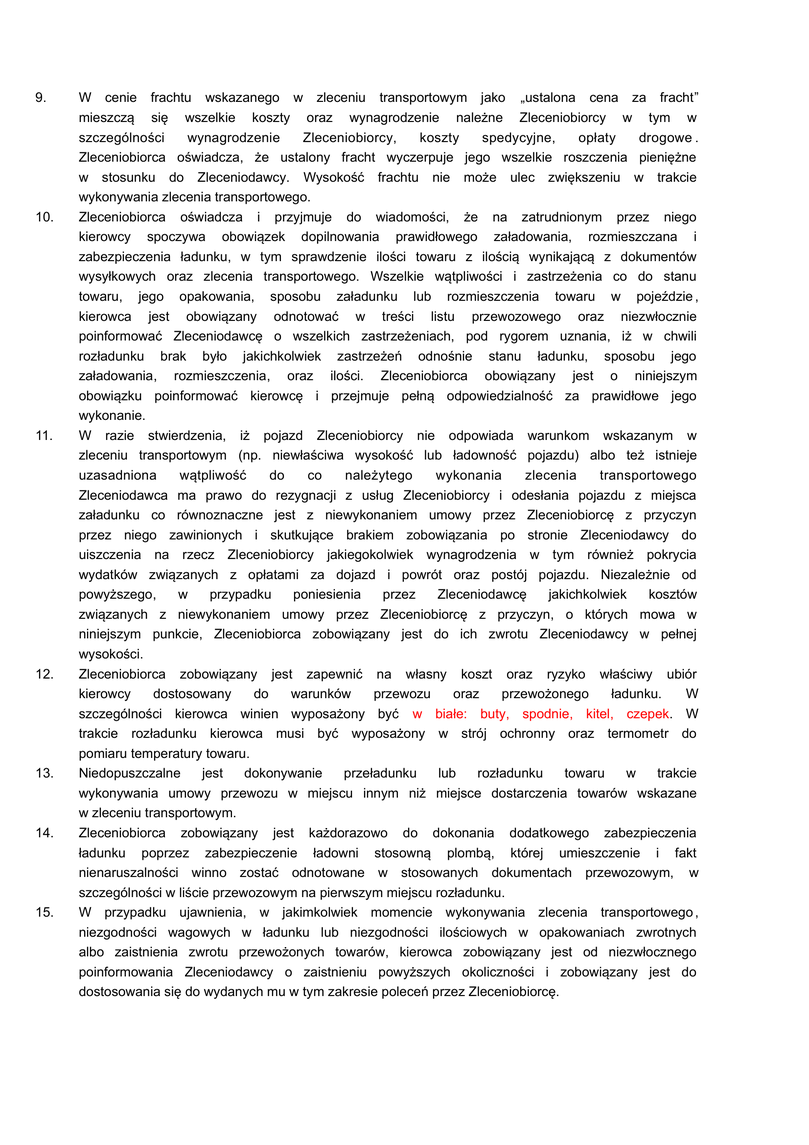 9. W cenie frachtu wskazanego w zleceniu transportowym jako „ustalona cena za fracht”
mieszczą się wszelkie koszty oraz wynagrodzenie należne Zleceniobiorcy w tym w
szczególności wynagrodzenie Zleceniobiorcy, koszty spedycyjne, opłaty drogowe.
Zleceniobiorca oświadcza, że ustalony fracht wyczerpuje jego wszelkie roszczenia pieniężne
w stosunku do Zleceniodawcy. Wysokość frachtu nie może ulec zwiększeniu w trakcie
wykonywania zlecenia transportowego.
10. Zleceniobiorca oświadcza i przyjmuje do wiadomości, że na zatrudnionym przez niego
kierowcy spoczywa obowiązek dopilnowania prawidłowego załadowania, rozmieszczana i
zabezpieczenia ładunku, w tym sprawdzenie ilości towaru z ilością wynikającą z dokumentów
wysyłkowych oraz zlecenia transportowego. Wszelkie wątpliwości i zastrzeżenia co do stanu
towaru, jego opakowania, sposobu załadunku lub rozmieszczenia towaru w pojeździe,
kierowca jest obowiązany odnotować w treści listu przewozowego oraz niezwłocznie
poinformować Zleceniodawcę o wszelkich zastrzeżeniach, pod rygorem uznania, iż w chwili
rozładunku brak było jakichkolwiek zastrzeżeń odnośnie stanu ładunku, sposobu jego
załadowania, rozmieszczenia, oraz ilości. Zleceniobiorca obowiązany jest o niniejszym
obowiązku poinformować kierowcę i przejmuje pełną odpowiedzialność za prawidłowe jego
wykonanie.
11. W razie stwierdzenia, iż pojazd Zleceniobiorcy nie odpowiada warunkom wskazanym w
zleceniu transportowym (np. niewłaściwa wysokość lub ładowność pojazdu) albo też istnieje
uzasadniona wątpliwość do co należytego wykonania zlecenia transportowego
Zleceniodawca ma prawo do rezygnacji z usług Zleceniobiorcy i odesłania pojazdu z miejsca
załadunku co równoznaczne jest z niewykonaniem umowy przez Zleceniobiorcę z przyczyn
przez niego zawinionych i skutkujące brakiem zobowiązania po stronie Zleceniodawcy do
uiszczenia na rzecz Zleceniobiorcy jakiegokolwiek wynagrodzenia w tym również pokrycia
wydatków związanych z opłatami za dojazd i powrót oraz postój pojazdu. Niezależnie od
powyższego, w przypadku poniesienia przez Zleceniodawcę jakichkolwiek kosztów
związanych z niewykonaniem umowy przez Zleceniobiorcę z przyczyn, o których mowa w
niniejszym punkcie, Zleceniobiorca zobowiązany jest do ich zwrotu Zleceniodawcy w pełnej
wysokości.
12. Zleceniobiorca zobowiązany jest zapewnić na własny koszt oraz ryzyko właściwy ubiór
kierowcy dostosowany do warunków przewozu oraz przewożonego ładunku. W
szczególności kierowca winien wyposażony być w białe: buty, spodnie, kitel, czepek. W
trakcie rozładunku kierowca musi być wyposażony w strój ochronny oraz termometr do
pomiaru temperatury towaru.
13. Niedopuszczalne jest dokonywanie przeładunku lub rozładunku towaru w trakcie
wykonywania umowy przewozu w miejscu innym niż miejsce dostarczenia towarów wskazane
w zleceniu transportowym.
14. Zleceniobiorca zobowiązany jest każdorazowo do dokonania dodatkowego zabezpieczenia
ładunku poprzez zabezpieczenie ładowni stosowną plombą, której umieszczenie i fakt
nienaruszalności winno zostać odnotowane w stosowanych dokumentach przewozowym, w
szczególności w liście przewozowym na pierwszym miejscu rozładunku.
15. W przypadku ujawnienia, w jakimkolwiek momencie wykonywania zlecenia transportowego,
niezgodności wagowych w ładunku lub niezgodności ilościowych w opakowaniach zwrotnych
albo zaistnienia zwrotu przewożonych towarów, kierowca zobowiązany jest od niezwłocznego
poinformowania Zleceniodawcy o zaistnieniu powyższych okoliczności i zobowiązany jest do
dostosowania się do wydanych mu w tym zakresie poleceń przez Zleceniobiorcę.